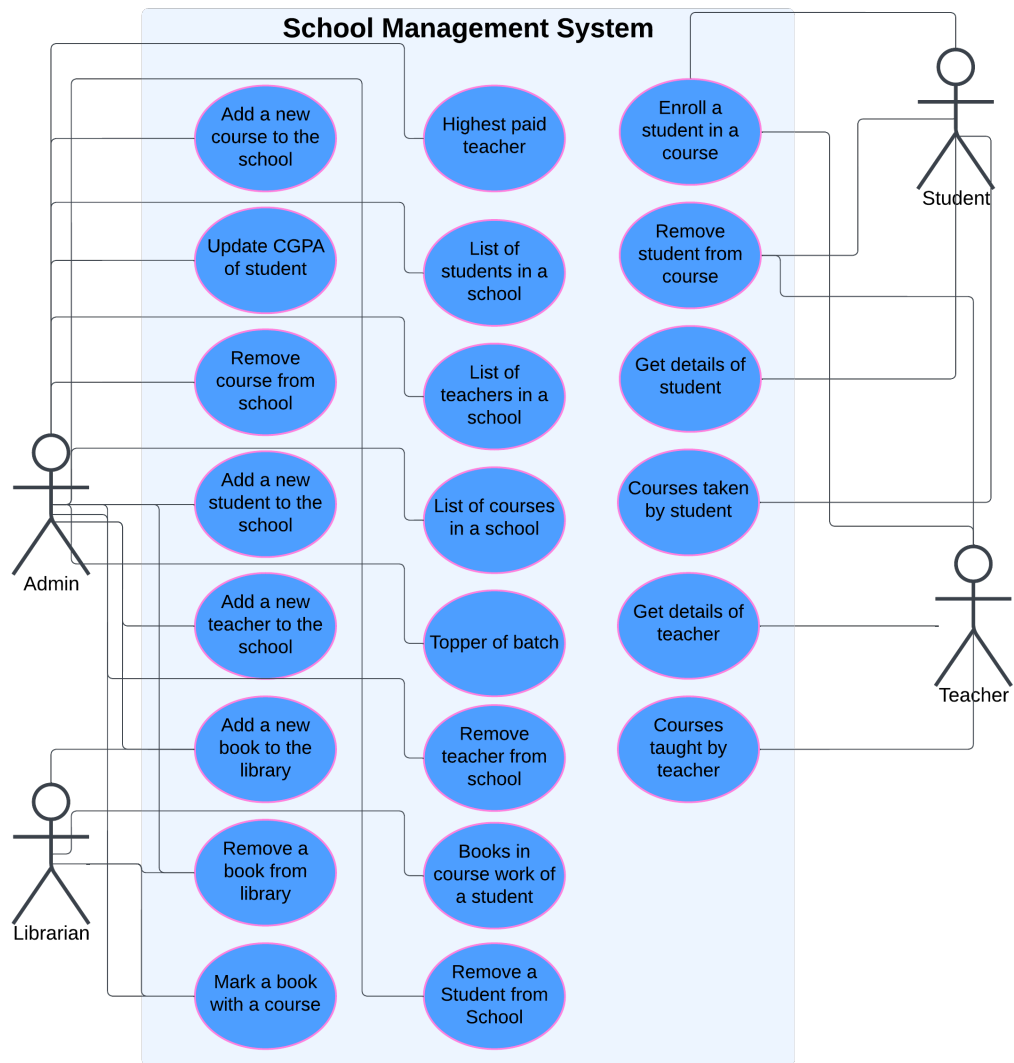 School Management System
Add a new
course to the
school
Update CGPA
of student
Remove
course from
school
Add a new
student to the
school
Add a new
teacher to the
school
Add a new
book to the
library
Remove a
book from
library
Mark a book
with a course
Highest paid
teacher
List of
students in a
school
List of
teachers in a
school
List of courses
in a school
Topper of batch
Remove
teacher from
school
Books in
course work of
a student
Remove a
Student from
School
Enroll a
student in a
course
Remove
student from
course
Get details of
student
Courses taken
by student
Get details of
teacher
Courses
taught by
teacher
Admin
Librarian
Student
Teacher